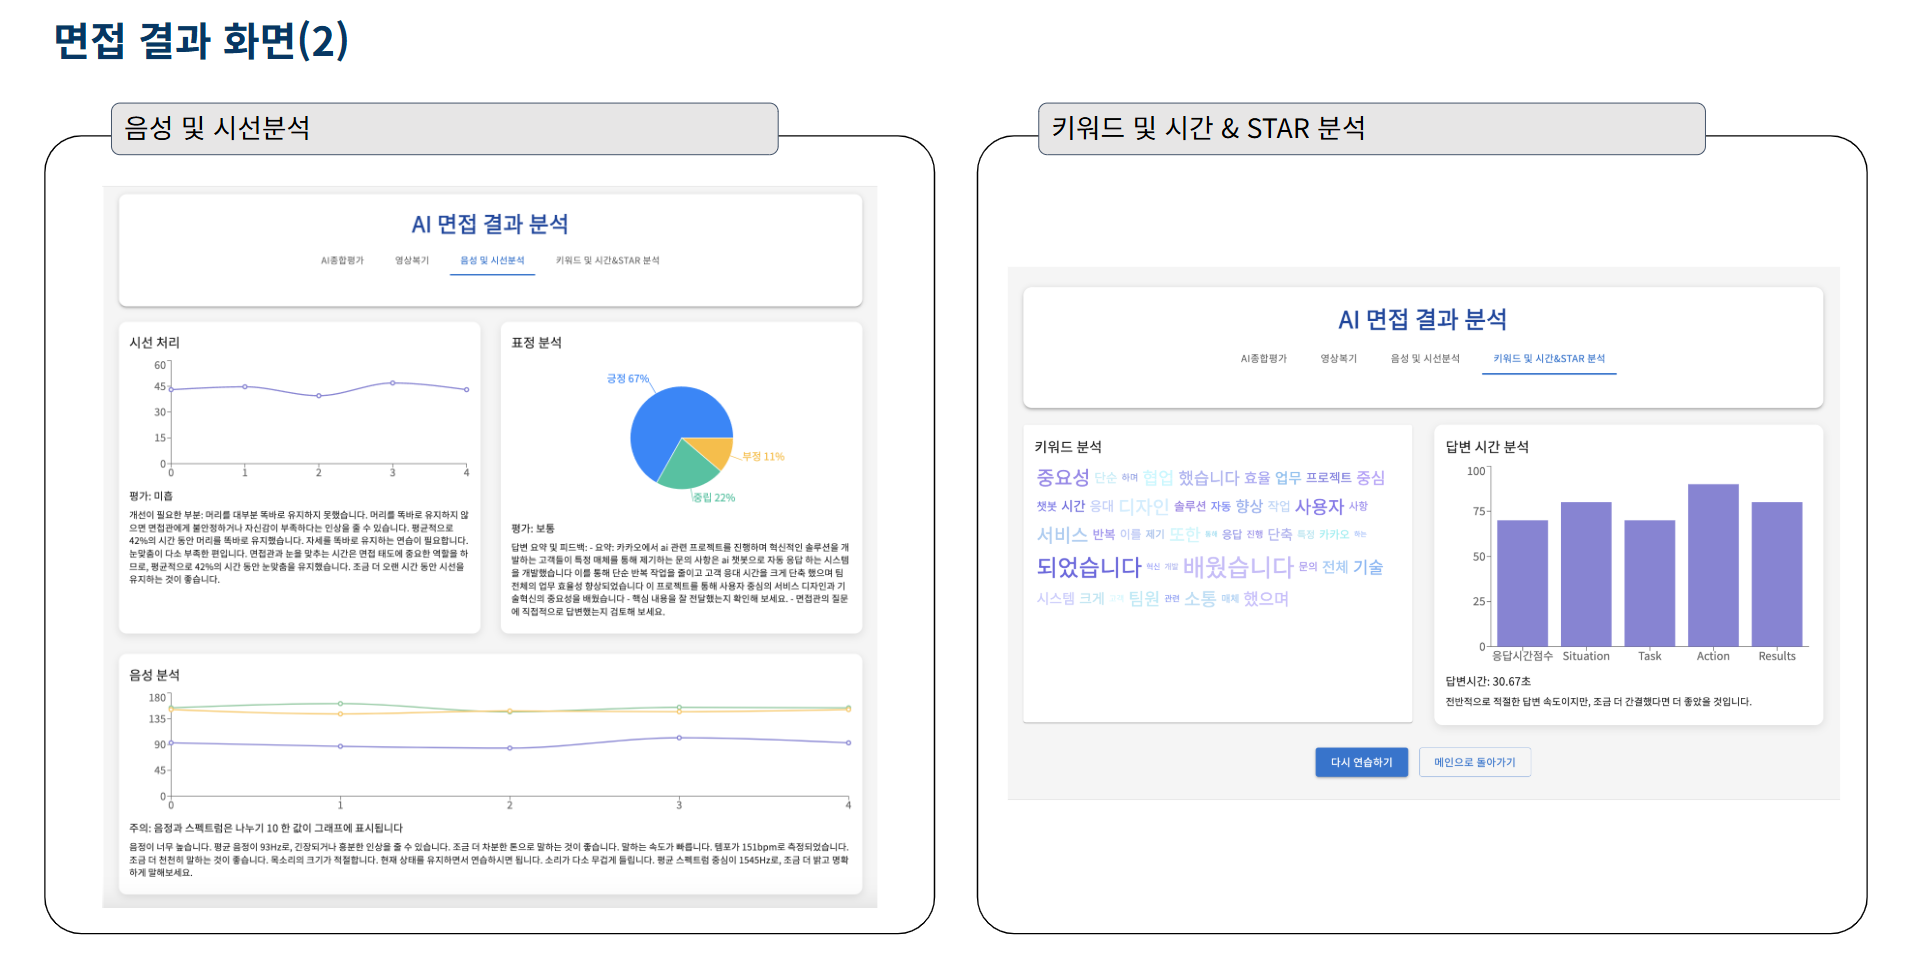 면접 결과 화면(2)
음성 및 시선분석
AI 면접 결과 분석
AI종합평가 영상복기 음성 및 시선분석 키워드 및 시간&STAR 분석
시선 처리
60
45
30
15
0
0 1 2 3 4
평가: 미흡
개선이 필요한 부분: 머리를 대부분 똑바로 유지하지 못했습니다. 머리를 똑바로 유지하지 않
으면 면접관에게 불안정하거나 자신감이 부족하다는 인상을 줄 수 있습니다. 평균적으로
42%의 시간 동안 머리를 똑바로 유지했습니다. 자세를 똑바로 유지하는 연습이 필요합니다.
눈맞춤이 다소 부족한 편입니다. 면접관과 눈을 맞추는 시간은 면접 태도에 중요한 역할을 하
므로, 평균적으로 42%의 시간 동안 눈맞춤을 유지했습니다. 조금 더 오랜 시간 동안 시선을
유지하는 것이 좋습니다.
표정 분석
긍정 67%
부정 11%
중립 22%
평가: 보통
답변 요약 및 피드백: - 요약: 카카오에서 ai 관련 프로젝트를 진행하며 혁신적인 솔루션을 개
발하는 고객들이 특정 매체를 통해 제기하는 문의 사항은 ai 챗봇으로 자동 응답 하는 시스템
을 개발했습니다 이를 통해 단순 반복 작업을 줄이고 고객 응대 시간을 크게 단축 했으며 팀
전체의 업무 효율성 향상되었습니다 이 프로젝트를 통해 사용자 중심의 서비스 디자인과 기
술혁신의 중요성을 배웠습니다 - 핵심 내용을 잘 전달했는지 확인해 보세요. - 면접관의 질문
에 직접적으로 답변했는지 검토해 보세요.
음성 분석
180
135
90
45
0
0 1 2 3 4
주의: 음정과 스펙트럼은 나누기 10 한 값이 그래프에 표시됩니다
음정이 너무 높습니다. 평균 음정이 93Hz로, 긴장되거나 흥분한 인상을 줄 수 있습니다. 조금 더 차분한 톤으로 말하는 것이 좋습니다. 말하는 속도가 빠릅니다. 템포가 151bpm로 측정되었습니다.
조금 더 천천히 말하는 것이 좋습니다. 목소리의 크기가 적절합니다. 현재 상태를 유지하면서 연습하시면 됩니다. 소리가 다소 무겁게 들립니다. 평균 스펙트럼 중심이 1545Hz로, 조금 더 밝고 명확
하게 말해보세요.
키워드 및 시간 & STAR 분석
AI 면접 결과 분석
AI종합평가 영상복기 음성 및 시선분석 키워드 및 시간&STAR 분석
키워드 분석
중요성 단순 하며 협업 했습니다 효율 업무 프로젝트 중심
챗봇 시간 응대 디자인 솔루션 자동 향상 작업 사용자 사항
서비스 반복 이를 제기 또한 통해 응답 진행 단축 특정 카카오 하는
되었습니다 혁신 개발 배웠습니다 문의 전체 기술
시스템 크게 고객 팀원 관련 소통 매체 했으며
답변 시간 분석
100
75
50
25
0
응답시간점수 Situation Task Action Results
답변시간: 30.67초
전반적으로 적절한 답변 속도이지만, 조금 더 간결했다면 더 좋았을 것입니다.
다시 연습하기 메인으로 돌아가기